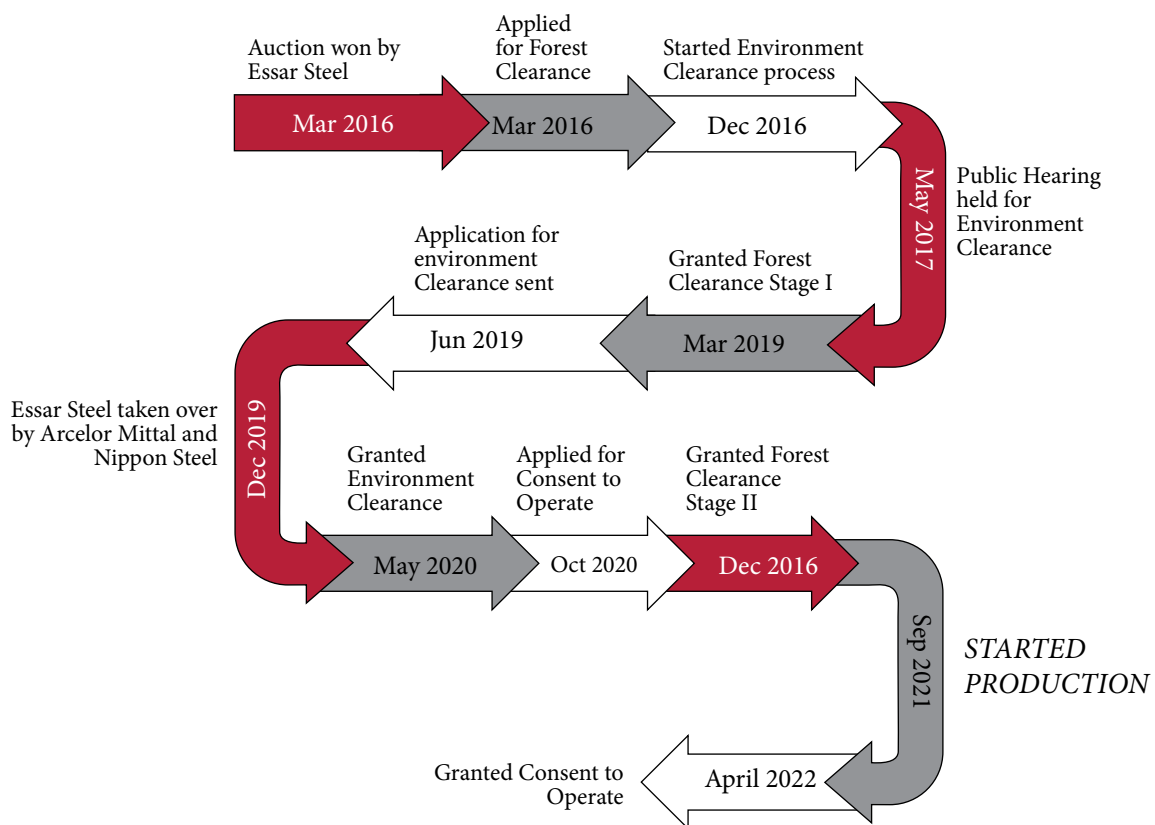 Auction won by
Essar Steel
Mar 2016
Applied
for Forest
Clearance
Mar 2016
Started Environment
Clearance process
Dec 2016
May 2017
Public Hearing
held for
Environment
Clearance
Granted Forest
Clearance Stage I
Mar 2019
Application for
environment
Clearance sent
Jun 2019
Essar Steel taken over
by Arcelor Mittal and
Nippon Steel
Dec 2019
Granted
Environment
Clearance
May 2020
Applied for
Consent to
Operate
Oct 2020
Granted Forest
Clearance
Stage II
Dec 2016
Sep 2021
STARTED
PRODUCTION
Granted Consent to
Operate
April 2022